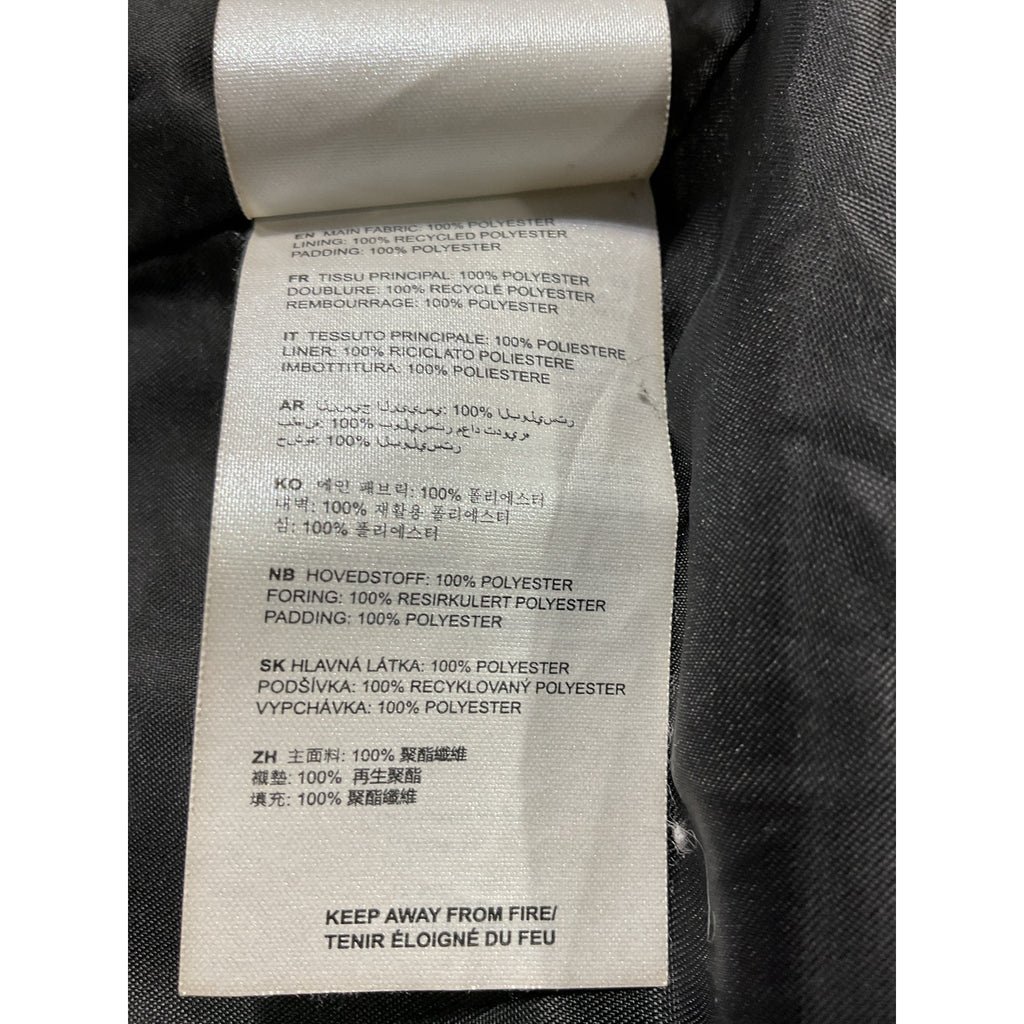 EN MAIN FABRIC: 100% POLYESTER
LINING: 100% RECYCLED POLYESTER
PADDING: 100% POLYESTER
FR TISSU PRINCIPAL: 100% POLYESTER
DOUBLURE: 100% RECYCLÉ POLYESTER
REMBOURRAGE: 100% POLYESTER
IT TESSUTO PRINCIPALE: 100% POLIESTERE
LINER: 100% RICICLATO POLIESTERE
IMBOTTITURA: 100% POLIESTERE
AR 100% البوليستر
100% بوليستر معاد تدويره
100% البوليستر
KO 메인 패브릭: 100% 폴리에스터
내벽: 100% 재활용 폴리에스터
심: 100% 폴리에스터
NB HOVEDSTOFF: 100% POLYESTER
FORING: 100% RESIRKULERT POLYESTER
PADDING: 100% POLYESTER
SK HLAVNÁ LÁTKA: 100% POLYESTER
PODŠÍVKA: 100% RECYKLOVANÝ POLYESTER
VYPCHÁVKA: 100% POLYESTER
ZH 主面料: 100% 聚酯纖維
襯墊: 100% 再生聚酯
填充: 100% 聚酯纖維
KEEP AWAY FROM FIRE/
TENIR ÉLOIGNÉ DU FEU